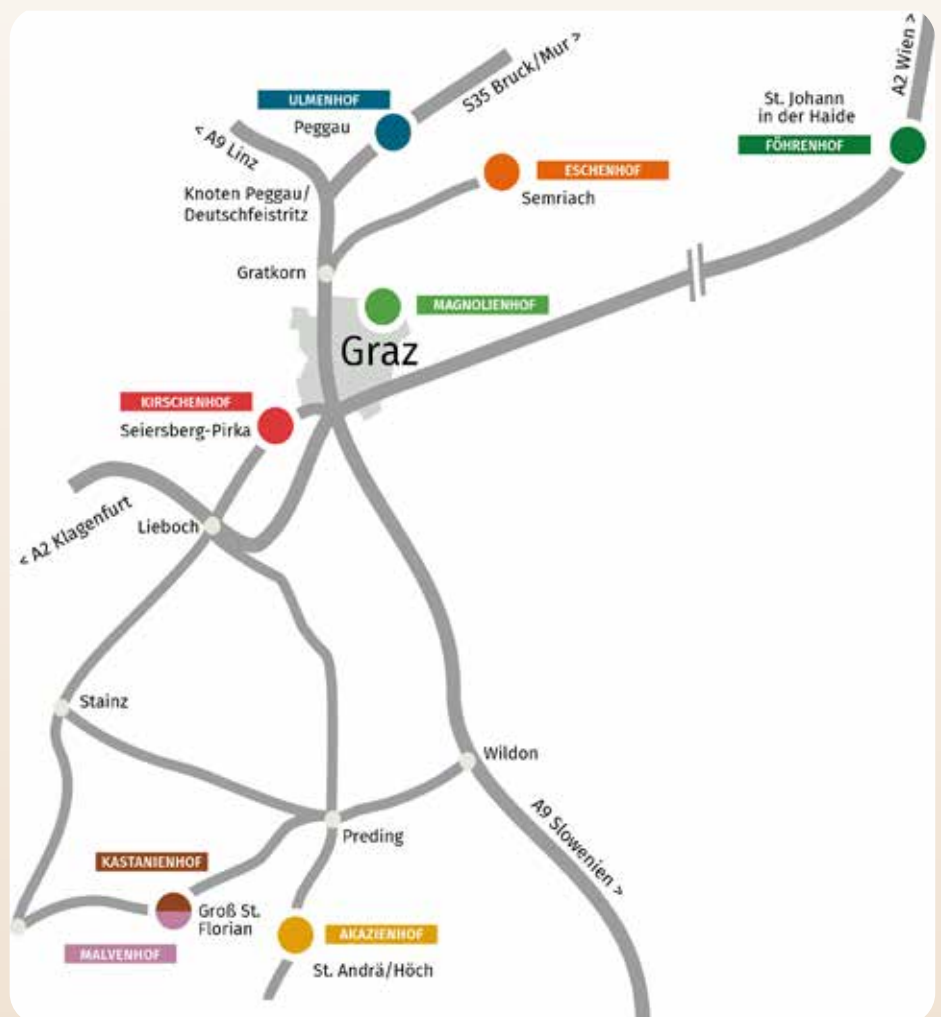 A2 Wien >
S35 Bruck/Mur >
ULMENHOF
Peggau
St. Johann
in der Haide
FÖHRENHOF
< A9 Linz
ESCHENHOF
Semriach
Knoten Peggau/
Deutschfeistritz
Gratkorn
MAGNOLIENHOF
Graz
KIRSCHENHOF
Seiersberg-Pirka
< A2 Klagenfurt
Lieboch
Stainz
Wildon
A9 Slowenien >
Preding
KASTANIENHOF
Groß St.
Florian
MALVENHOF
AKAZIENHOF
St. Andrä/Höch